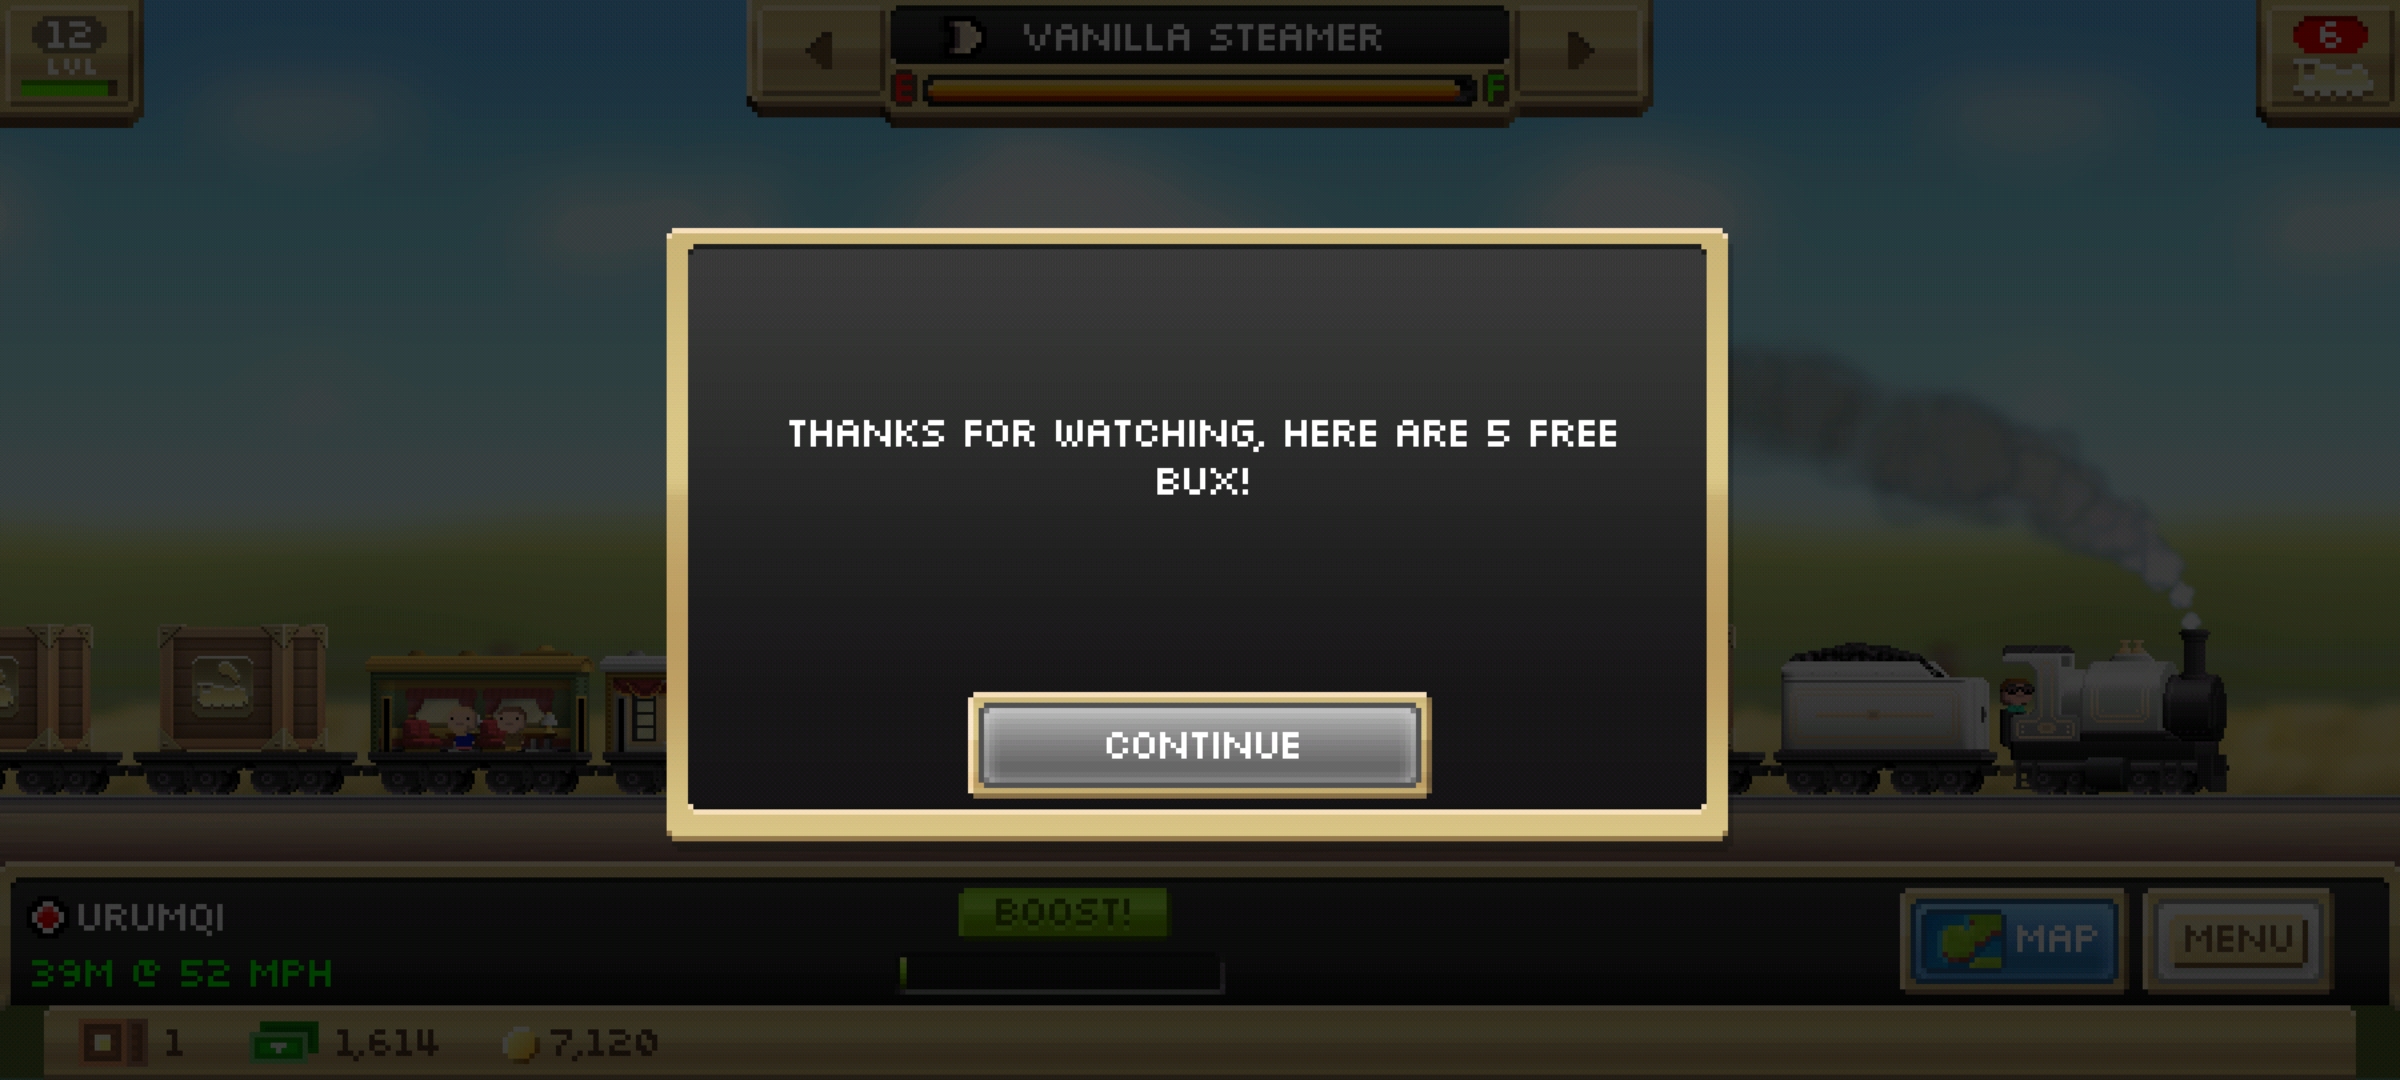 12
LVL
VANILLA STEAMER
E F
6
THANKS FOR WATCHING, HERE ARE 5 FREE
BUX!
CONTINUE
URUMQI
39M @ 52 MPH
BOOST!
MAP
MENU
1 1,614 7,120